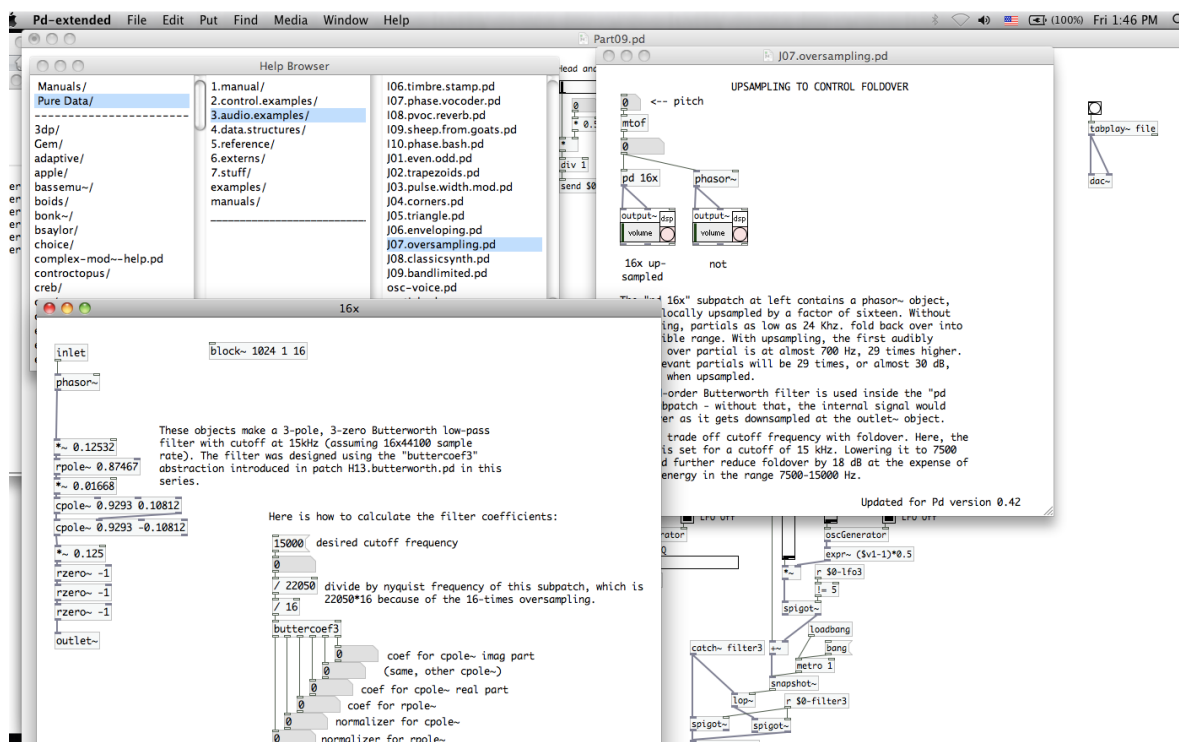 Pd-extended File Edit Put Find Media Window Help
(100%) Fri 1:46 PM
Part09.pd
Help Browser
Manuals/
Pure Data/
-----------------------
3dp/
Gem/
adaptive/
apple/
bassemu~/
boids/
bonk~/
bsaylor/
choice/
complex-mod~-help.pd
controctopus/
creb/
1.manual/
2.control.examples/
3.audio.examples/
4.data.structures/
5.reference/
6.externs/
7.stuff/
examples/
manuals/
I06.timbre.stamp.pd
I07.phase.vocoder.pd
I08.pvoc.reverb.pd
I09.sheep.from.goats.pd
I10.phase.bash.pd
J01.even.odd.pd
J02.trapezoids.pd
J03.pulse.width.mod.pd
J04.corners.pd
J05.triangle.pd
J06.enveloping.pd
J07.oversampling.pd
J08.classicsynth.pd
J09.bandlimited.pd
osc-voice.pd
Head and
0
* 0.5
*
div 1
send $0
J07.oversampling.pd
UPSAMPLING TO CONTROL FOLDOVER
0 <-- pitch
mtof
0
pd 16x phasor~
output~ dsp output~ dsp
volume volume
16x up- not
sampled
The "pd 16x" subpatch at left contains a phasor~ object,
locally upsampled by a factor of sixteen. Without
ing, partials as low as 24 Khz. fold back over into
ible range. With upsampling, the first audibly
over partial is at almost 700 Hz, 29 times higher.
evant partials will be 29 times, or almost 30 dB,
when upsampled.
d-order Butterworth filter is used inside the "pd
bpatch - without that, the internal signal would
er as it gets downsampled at the outlet~ object.
trade off cutoff frequency with foldover. Here, the
is set for a cutoff of 15 kHz. Lowering it to 7500
d further reduce foldover by 18 dB at the expense of
energy in the range 7500-15000 Hz.
Updated for Pd version 0.42
tabplay~ file
dac~
16x
inlet
block~ 1024 1 16
phasor~
These objects make a 3-pole, 3-zero Butterworth low-pass
filter with cutoff at 15kHz (assuming 16x44100 sample
rate). The filter was designed using the "buttercoef3"
abstraction introduced in patch H13.butterworth.pd in this
series.
*~ 0.12532
rpole~ 0.87467
*~ 0.01668
cpole~ 0.9293 0.10812
cpole~ 0.9293 -0.10812
*~ 0.125
rzero~ -1
rzero~ -1
rzero~ -1
outlet~
Here is how to calculate the filter coefficients:
15000 desired cutoff frequency
0
/ 22050 divide by nyquist frequency of this subpatch, which is
/ 16 22050*16 because of the 16-times oversampling.
buttercoef3
0 coef for cpole~ imag part
0 (same, other cpole~)
0 coef for cpole~ real part
0 coef for rpole~
0 normalizer for cpole~
0 normalizer for rpole~
LFO Off
LFO Off
rator
Q
oscGenerator
expr~ ($v1-1)*0.5
*~ r $0-lfo3
!= 5
spigot~
loadbang
catch~ filter3 *~ bang
metro 1
snapshot~
lop~ r $0-filter3
spigot~ spigot~